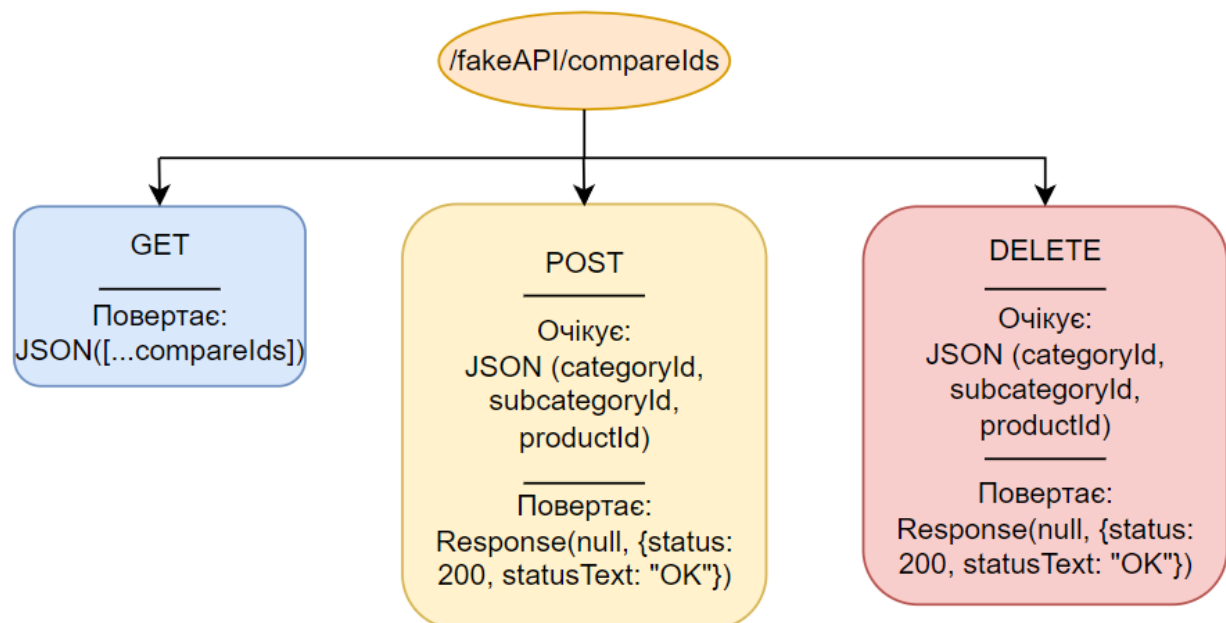 /fakeAPI/compareIds
GET
Повертає:
JSON([...compareIds])
POST
Очікує:
JSON (categoryId,
subcategoryId,
productId)
Повертає:
Response(null, {status:
200, statusText: "OK"})
DELETE
Очікує:
JSON (categoryId,
subcategoryId,
productId)
Повертає:
Response(null, {status:
200, statusText: "OK"})